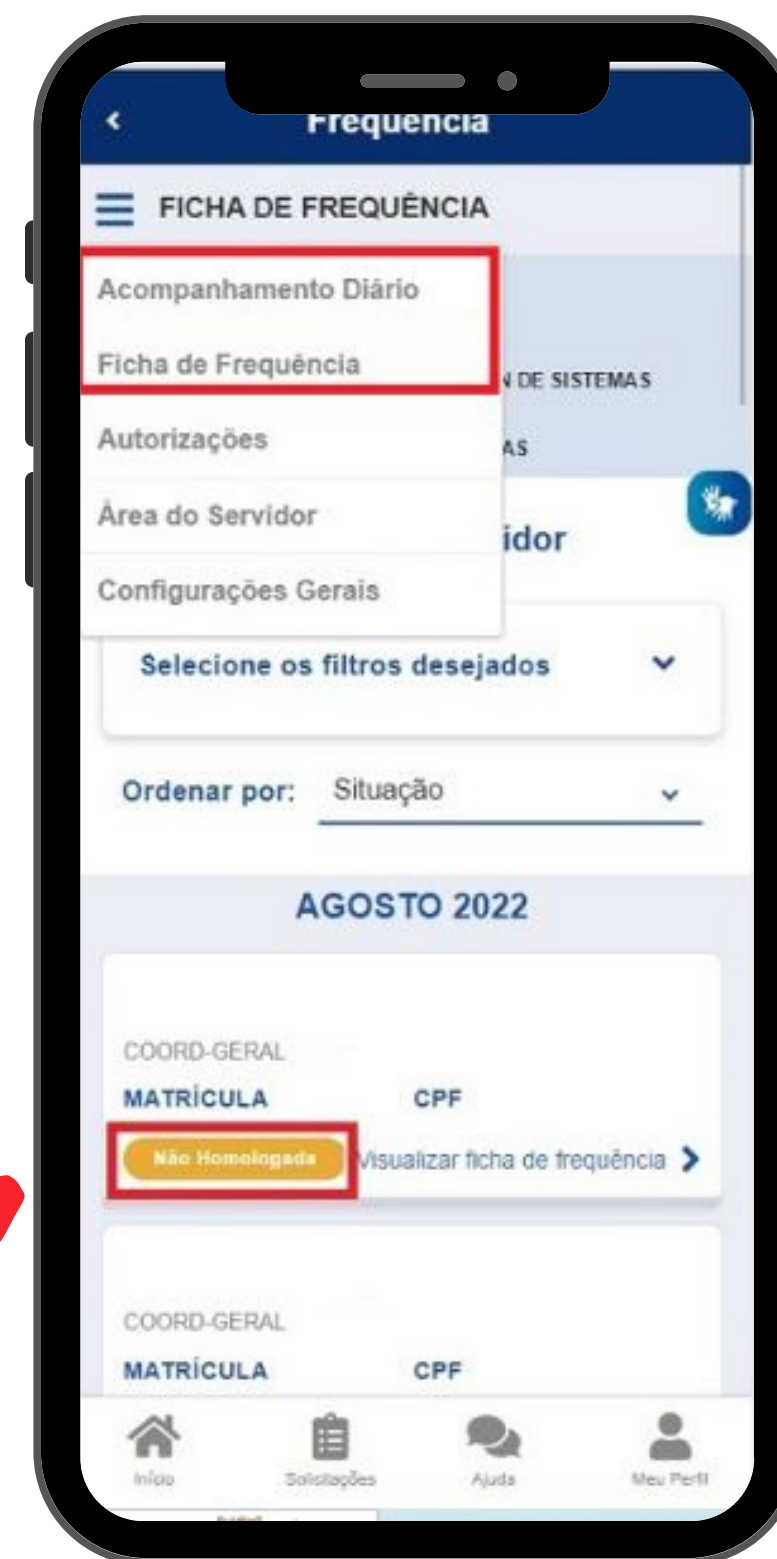 Frequência
FICHA DE FREQUÊNCIA
Acompanhamento Diário
Ficha de Frequência
DE SISTEMAS
Autorizações
AS
Área do Servidor
idor
Configurações Gerais
Selecione os filtros desejados
Ordenar por: Situação
AGOSTO 2022
COORD-GERAL
MATRÍCULA CPF
Não Homologada Visualizar ficha de frequência
COORD-GERAL
MATRÍCULA CPF
Início Solicitações Ajuda Meu Perfil